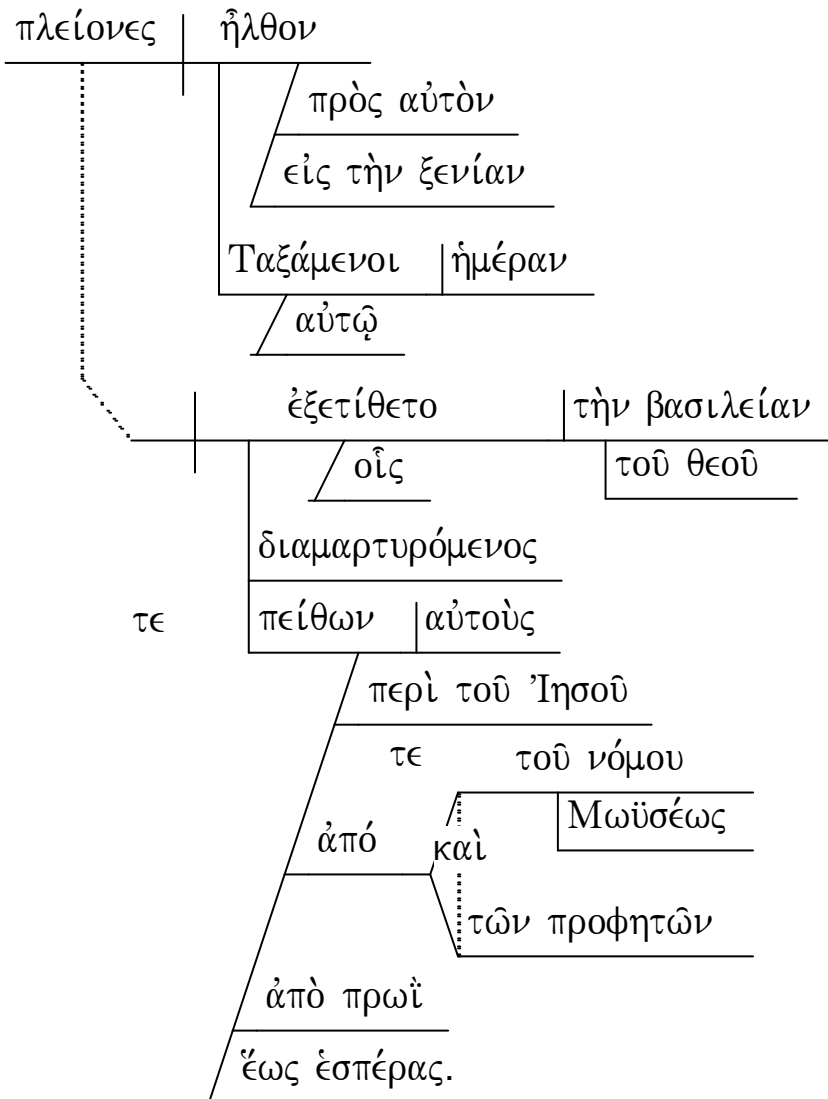 πλείονες ἦλθον
πρὸς αὐτὸν
εἰς τὴν ξενίαν
Ταξάμενοι ἡμέραν
αὐτῷ
ἐξετίθετο τὴν βασιλείαν
οἷς τοῦ θεοῦ
διαμαρτυρόμενος
τε πείθων αὐτοὺς
περὶ τοῦ Ἰησοῦ
τε τοῦ νόμου
ἀπό καὶ Μωϋσέως
τῶν προφητῶν
ἀπὸ πρωῒ
ἕως ἑσπέρας.